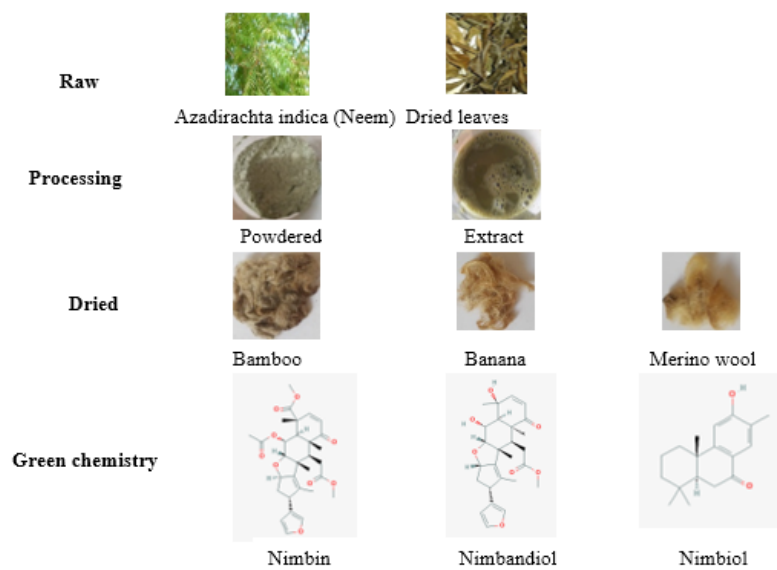 Raw
Azadirachta indica (Neem) Dried leaves
Processing
Powdered Extract
Dried
Bamboo Banana Merino wool
Green chemistry
Nimbin Nimbandiol Nimbiol